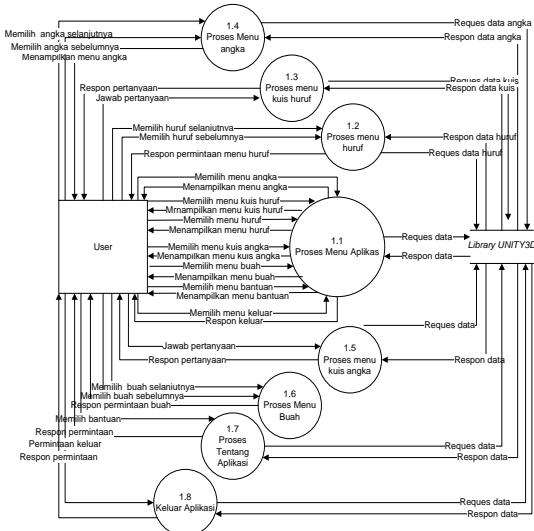 1.4
Proses Menu
angka
Reques data angka
Respon data angka
Memilih angka selanjutnya
Memilih angka sebelumnya
Menampilkan menu angka
1.3
Proses menu
kuis huruf
Respon pertanyaan
Jawab pertanyaan
Reques data kuis
Respon data kuis
1.2
Proses menu
huruf
Memilih huruf selaniutnva
Memilih huruf sebelumnya
Respon permintaan menu huruf
Respon data huruf
Reques data huruf
Memilih menu angka
Menampilkan menu angka
Memilih menu kuis huruf
Mrnampilkan menu kuis huruf
Memilih menu huruf
Menampilkan menu huruf
User
1.1
Proses Menu Aplikas
Reques data
Respon data
Library UNITY3D
Memilih menu kuis angka
Menampilkan menu kuis angka
Memilih menu buah
Menampilkan menu buah
Memilih menu bantuan
Menampilkan menu bantuan
Memilih menu keluar
Respon keluar
Reques data
Jawab pertanyaan
Respon pertanyaan
1.5
Proses menu
kuis angka
Respon data
Memilih buah selaniutnya
Memilih buah sebelumnya
Respon permintaan buah
1.6
Proses Menu
Buah
Memilih bantuan
Respon permintaan
Permintaan keluar
Respon permintaan
1.7
Proses
Tentang
Aplikasi
Reques data
Respon data
1.8
Keluar Aplikasi
Reques data
Respon data